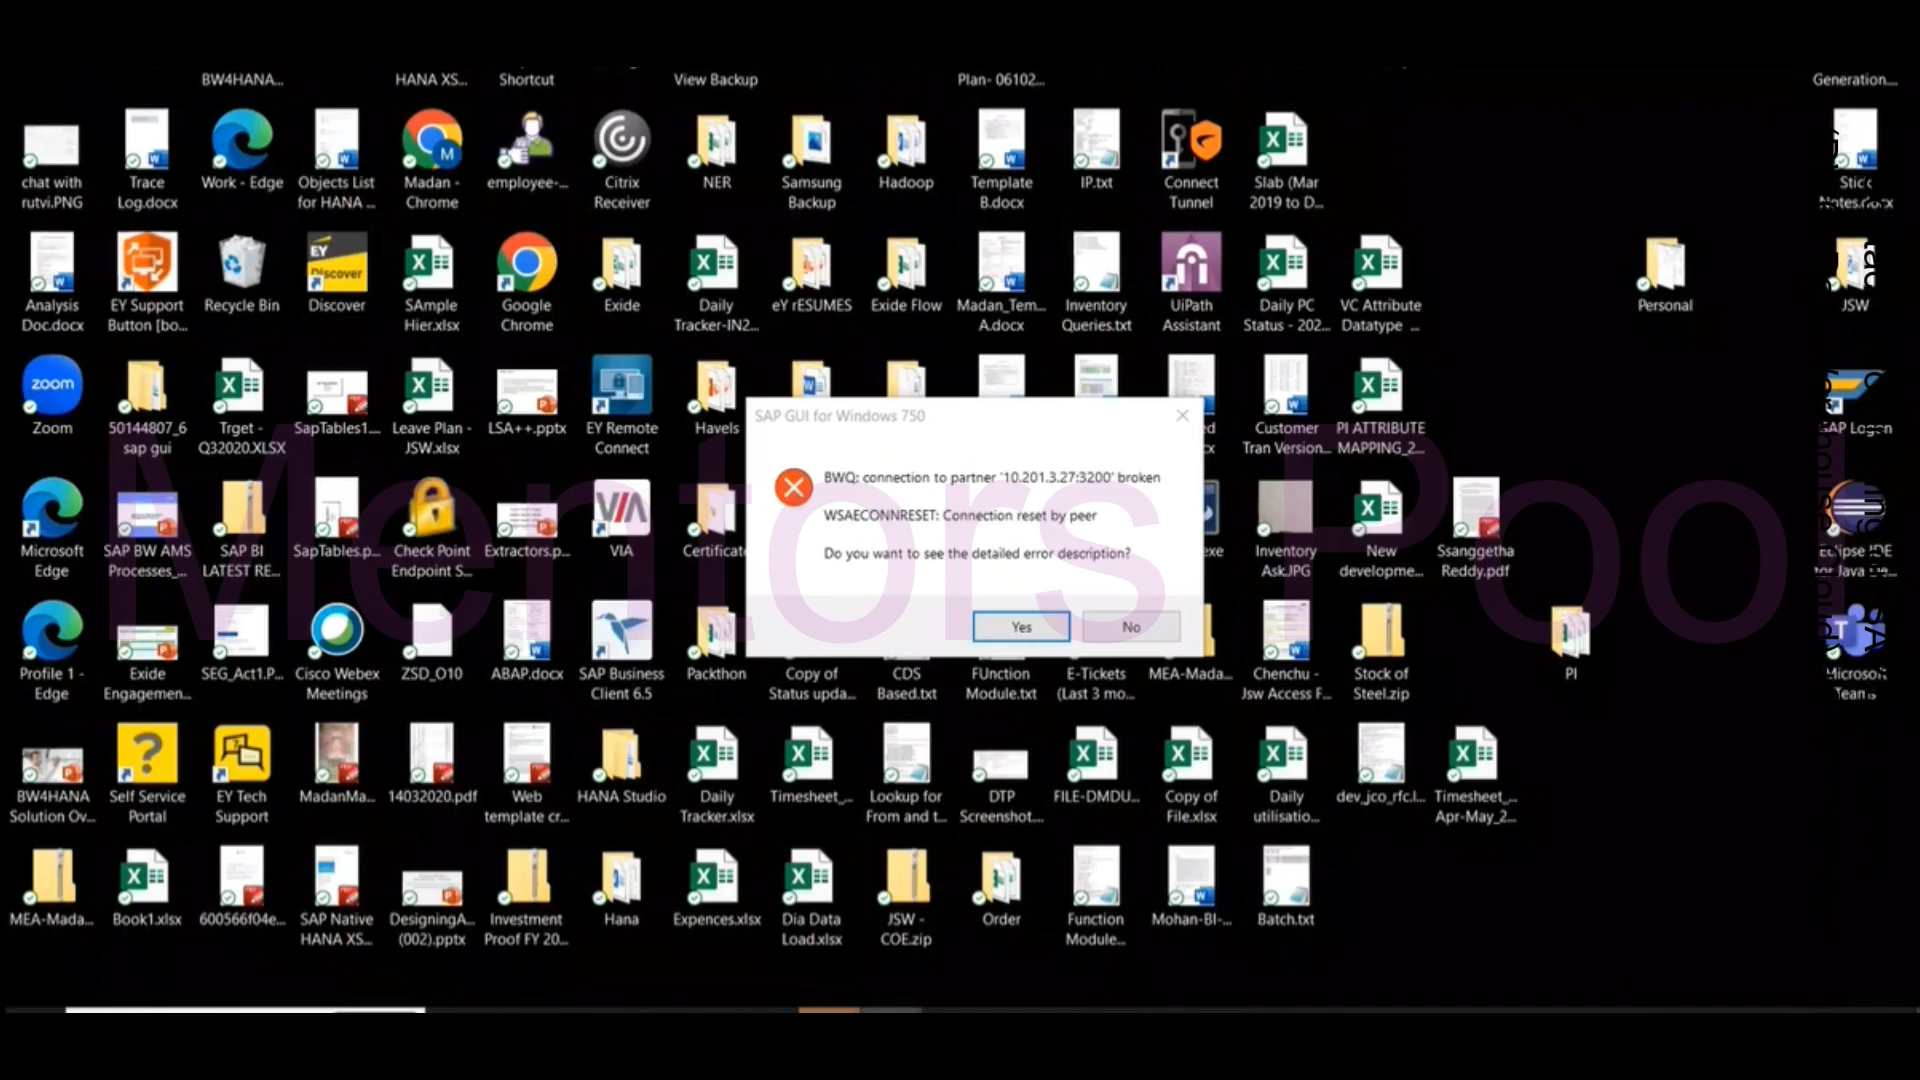 BW4HANA...
HANA XS...
Shortcut
View Backup
Plan- 06102...
Generation....
chat with
rutvi.PNG
Trace
Log.docx
Work - Edge
Objects List
for HANA ...
Madan -
Chrome
employee-...
Citrix
Receiver
NER
Samsung
Backup
Hadoop
Template
B.docx
IP.txt
Connect
Tunnel
Slab (Mar
2019 to D...
Analysis
Doc.docx
EY Support
Button [bo...
Recycle Bin
EY
Discover
Discover
SAmple
Hier.xlsx
Google
Chrome
Exide
Daily
Tracker-IN2...
eY rESUMES
Exide Flow
Madan_Tem...
A.docx
Inventory
Queries.txt
UiPath
Assistant
Daily PC
Status - 202...
VC Attribute
Datatype _...
Personal
JSW
zoom
Zoom
50144807_6
sap gui
Trget -
Q32020.XLSX
SapTables1....
Leave Plan -
JSW.xlsx
LSA++.pptx
EY Remote
Connect
Havels
Customer
Tran Version...
PI ATTRIBUTE
MAPPING_2...
SAP Logon
SAP GUI for Windows 750
BWQ: connection to partner '10.201.3.27:3200' broken
WSAECONNRESET: Connection reset by peer
Do you want to see the detailed error description?
Yes
No
Mentors Pool
Microsoft
Edge
SAP BW AMS
Processes_...
SAP BI
LATEST RE...
SapTables.p...
Check Point
Endpoint S...
Extractors.p...
VIA
VIA
Certificate
Inventory
Ask.JPG
New
developme...
Ssanggetha
Reddy.pdf
Eclipse IDE
Profile 1 -
Edge
Exide
Engagemen...
SEG_Act1.P...
Cisco Webex
Meetings
ZSD_O10
ABAP.docx
SAP Business
Client 6.5
Packthon
Copy of
Status upda...
CDS
Based.txt
FUnction
Module.txt
E-Tickets
(Last 3 mo...
MEA-Mada...
Chenchu -
Jsw Access F...
Stock of
Steel.zip
PI
Microsoft
Teams
BW4HANA
Solution Ov...
Self Service
Portal
EY Tech
Support
MadanMa...
14032020.pdf
Web
template cr...
HANA Studio
Daily
Tracker.xlsx
Timesheet_...
Lookup for
From and t...
DTP
Screenshot....
FILE-DMDU...
Copy of
File.xlsx
Daily
utilisatio...
dev_jco_rfc.l...
Timesheet_...
Apr-May_2...
MEA-Mada...
Book1.xlsx
600566f04e...
SAP Native
HANA XS...
DesigningA...
(002).pptx
Investment
Proof FY 20...
Hana
Expences.xlsx
Dia Data
Load.xlsx
JSW -
COE.zip
Order
Function
Module...
Mohan-BI-...
Batch.txt